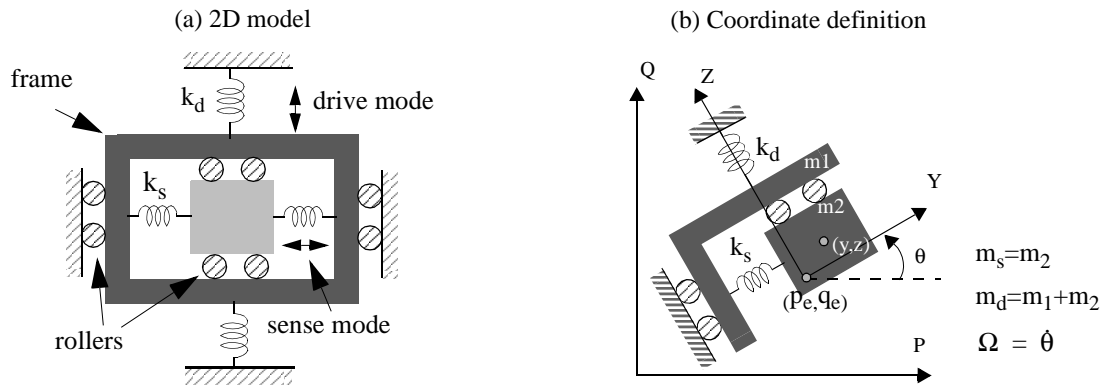 (a) 2D model
frame
k_d
drive mode
k_s
rollers
sense mode
(b) Coordinate definition
Q
Z
k_d
m1
Y
m2
k_s
(y,z)
θ
(p_e,q_e)
P
m_s=m_2
m_d=m_1+m_2
Ω = θ̇